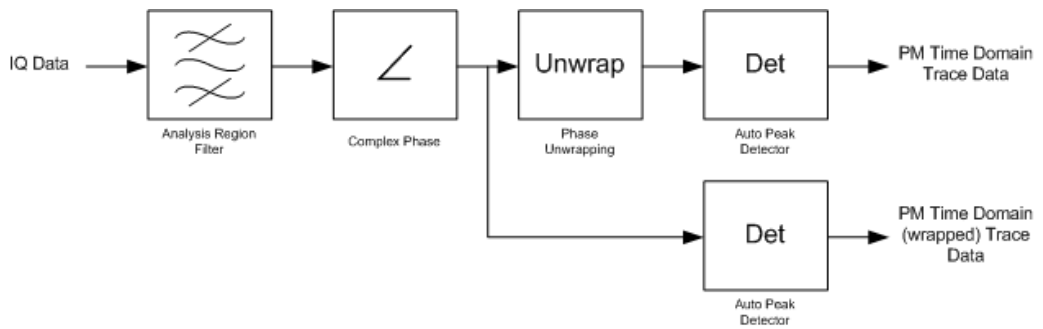 IQ Data
Analysis Region
Filter
∠
Complex Phase
Unwrap
Phase
Unwrapping
Det
Auto Peak
Detector
PM Time Domain
Trace Data
Det
Auto Peak
Detector
PM Time Domain
(wrapped) Trace
Data